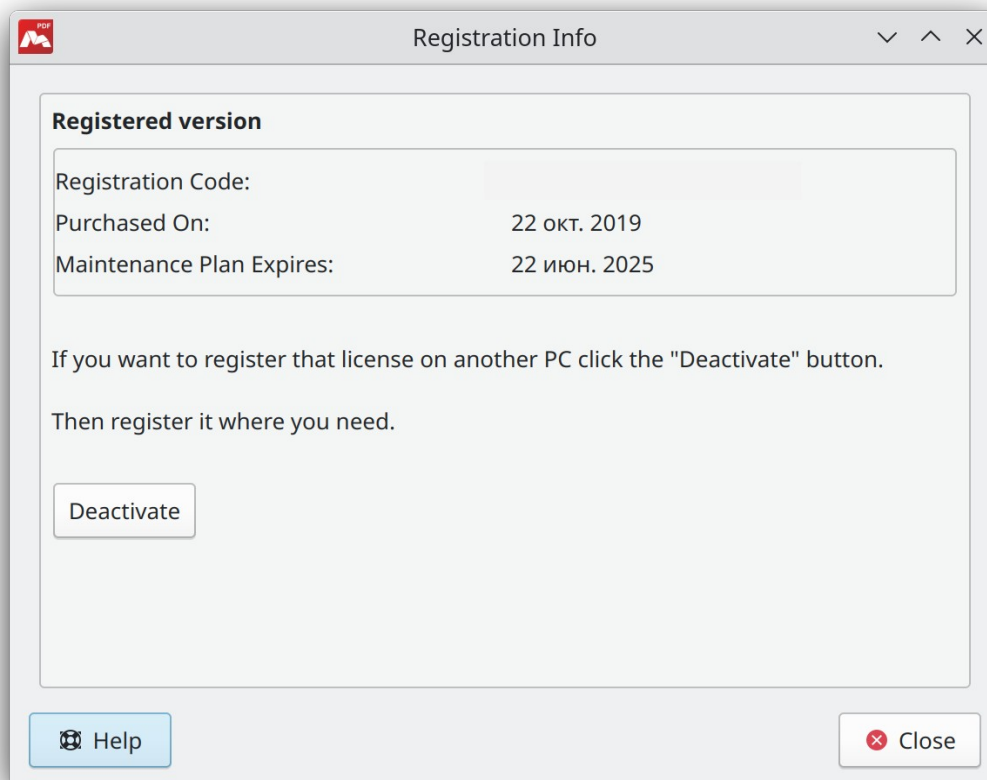 PDF
Registration Info
Registered version
Registration Code:
Purchased On: 22 окт. 2019
Maintenance Plan Expires: 22 июн. 2025
If you want to register that license on another PC click the "Deactivate" button.
Then register it where you need.
Deactivate
Help
Close